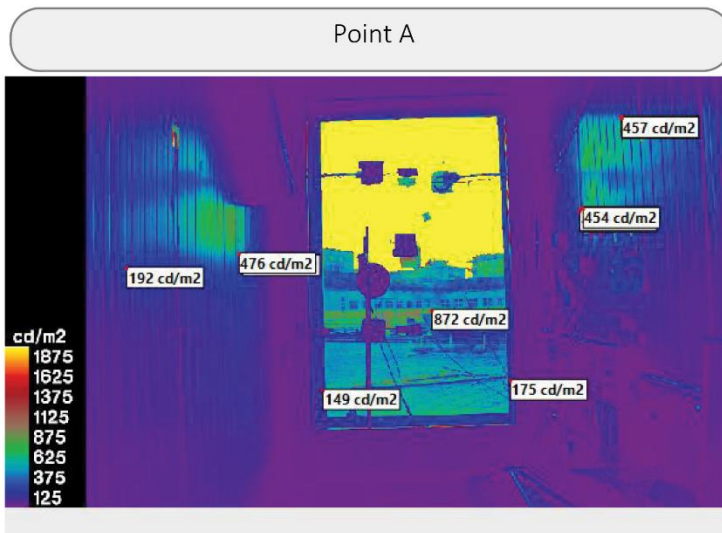 Point A
457 cd/m2
454 cd/m2
476 cd/m2
192 cd/m2
872 cd/m2
175 cd/m2
149 cd/m2
cd/m2
1875
1625
1375
1125
875
625
375
125